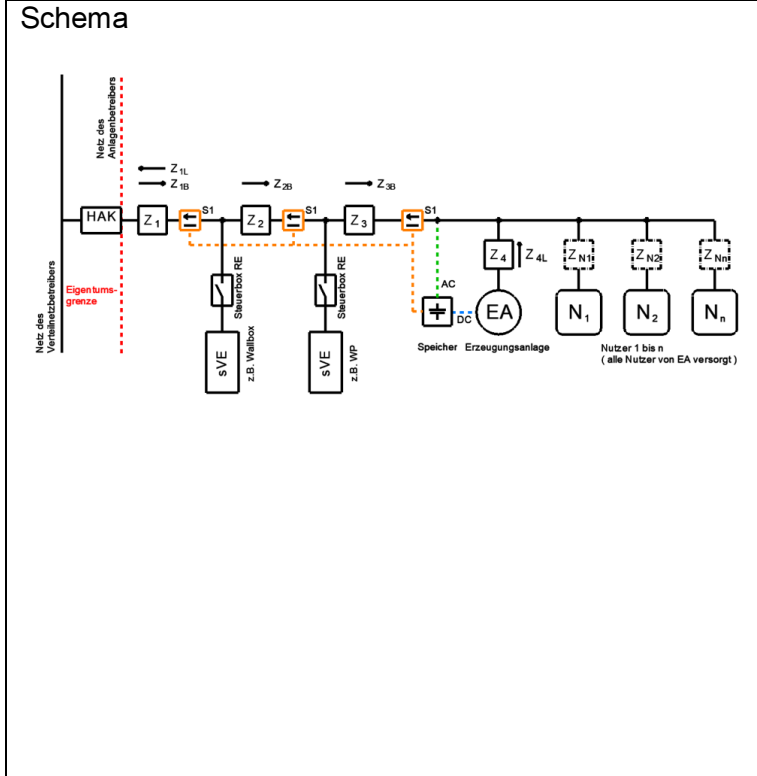 Schema
Netz des
Verteilnetzbetreibers
Netz des
Anlagenbetreibers
Eigentums-
grenze
HAK
Z1L
Z1B
Z1
S1
Z2B
Z2
S1
Z3B
Z3
S1
Steuerbox RE
sVE
z.B. Wallbox
Steuerbox RE
sVE
z.B. WP
AC
DC
Speicher
Z4
Z4L
EA
Erzeugungsanlage
ZN1
ZN2
ZNn
N1
N2
Nn
Nutzer 1 bis n
( alle Nutzer von EA versorgt )